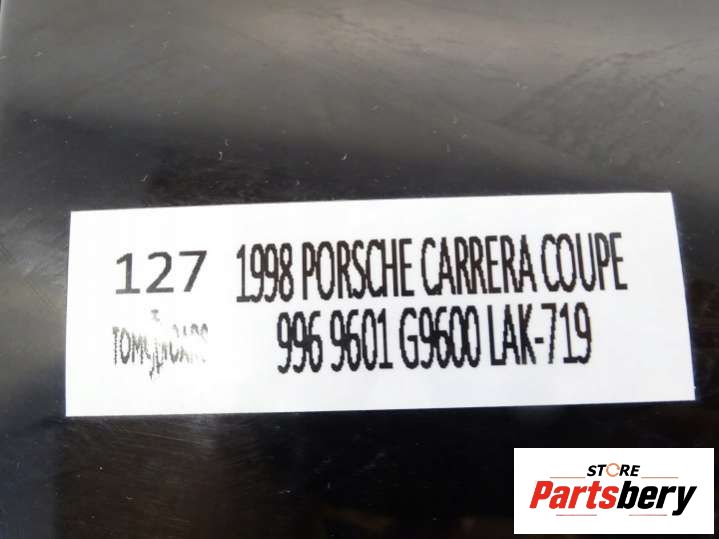 127
1998 PORSCHE CARRERA COUPE
996 9601 G9600 LAK-719
STORE
Partsbery